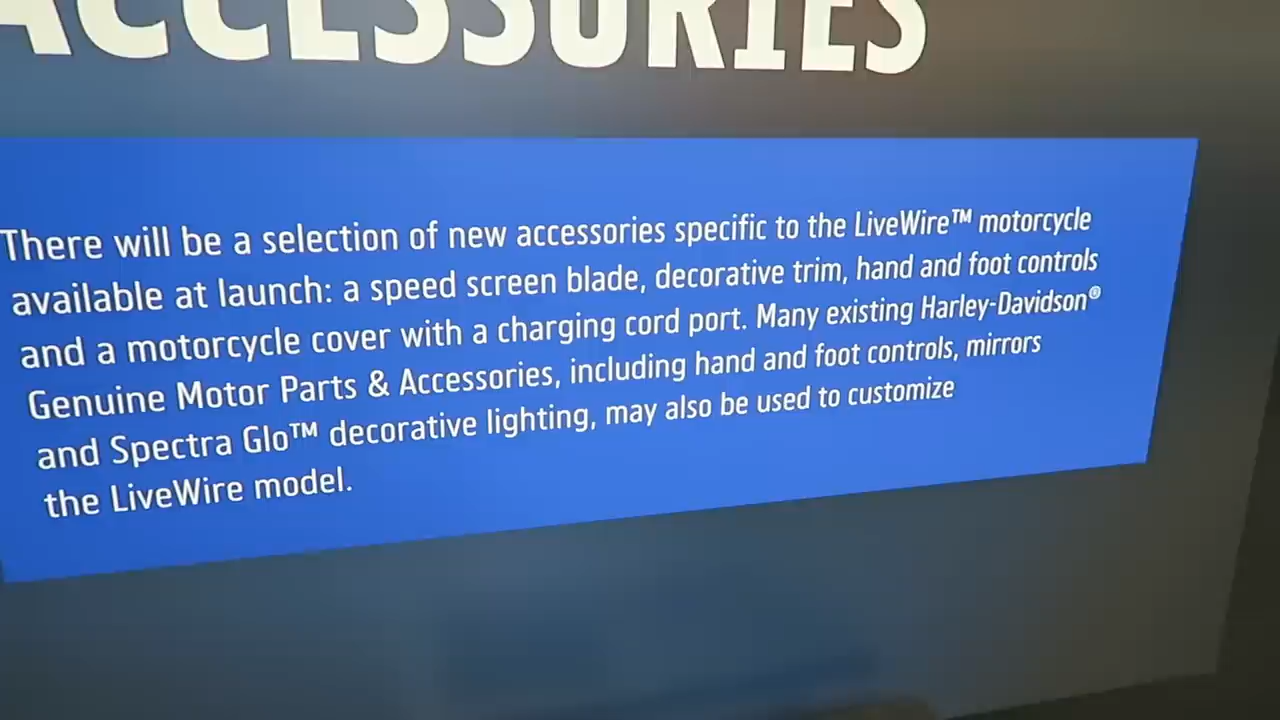 ACCESSORIES
There will be a selection of new accessories specific to the LiveWire™ motorcycle
available at launch: a speed screen blade, decorative trim, hand and foot controls
and a motorcycle cover with a charging cord port. Many existing Harley-Davidson®
Genuine Motor Parts & Accessories, including hand and foot controls, mirrors
and Spectra Glo™ decorative lighting, may also be used to customize
the LiveWire model.